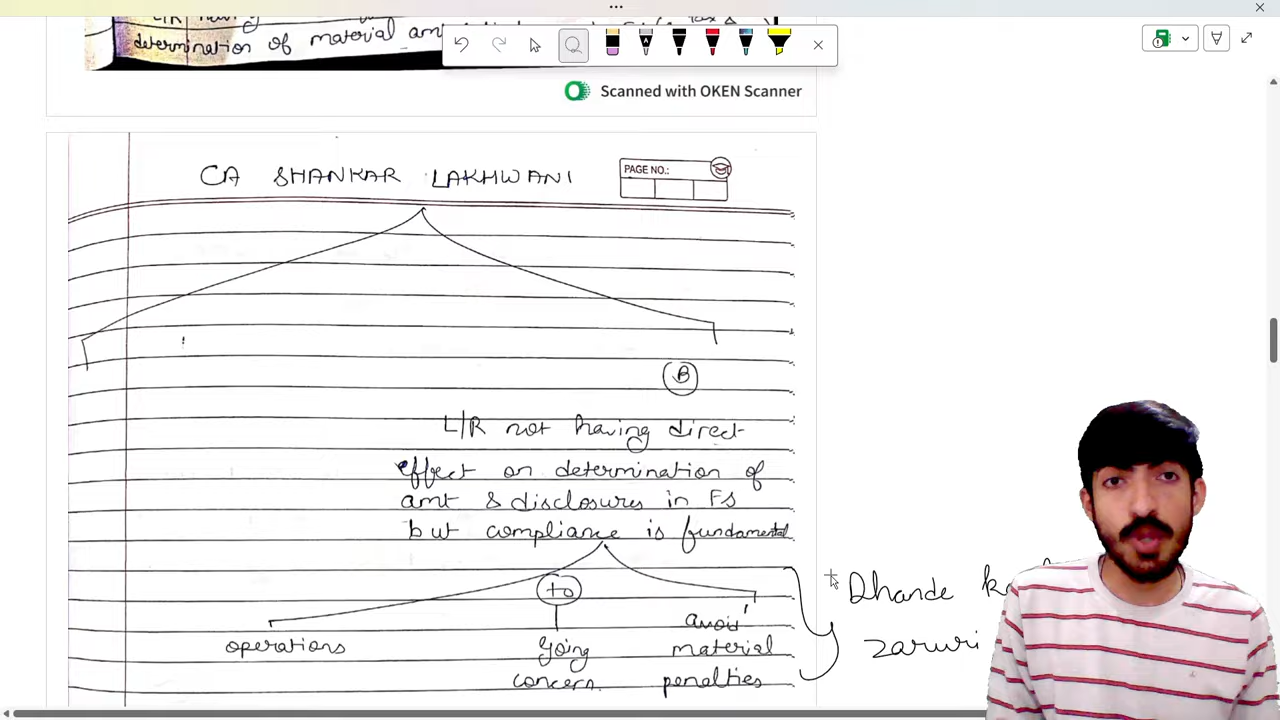 determination of material
Scanned with OKEN Scanner
CA SHANKAR LAKHWANI
PAGE NO.:
B
L/R not having direct
effect on determination of
amt & disclosures in FS
but compliance is fundamental
to
operations
going
concern
avoid
material
penalties
Dhande
zaruri